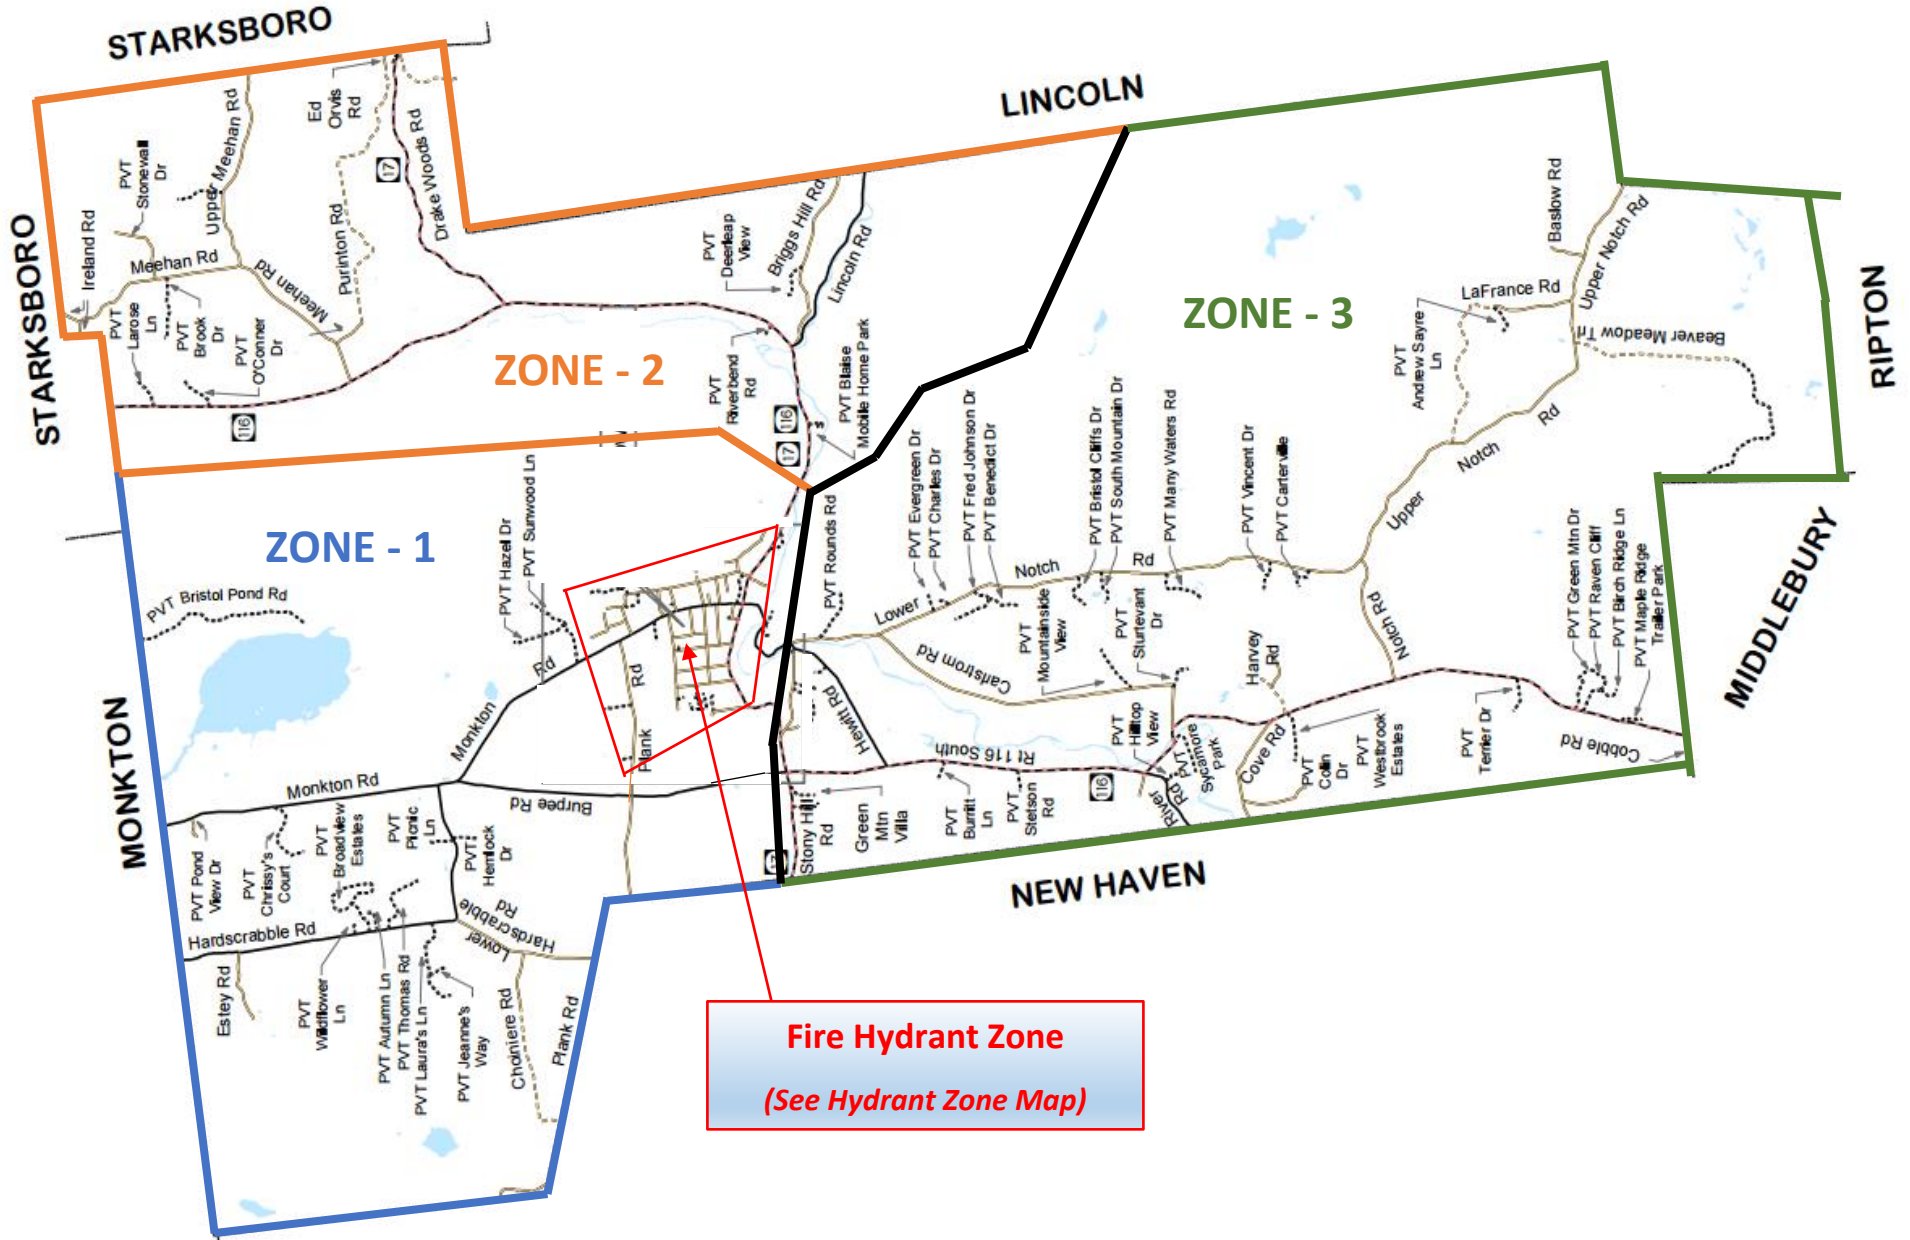 STARKSBORO
LINCOLN
STARKSBORO
MONKTON
RIPTON
MIDDLEBURY
NEW HAVEN
ZONE - 1
ZONE - 2
ZONE - 3
Ed
Orvis
Rd
PVT
Stonewall
Dr
Upper Meehan Rd
Ireland Rd
Meehan Rd
Meehan Rd
Purinton Rd
17
Drake Woods Rd
PVT
Larose
Ln
PVT
Brook
Dr
PVT
O'Conner
Dr
116
PVT
Deerleap
View
Briggs Hill Rd
Lincoln Rd
PVT
Riverbend
Rd
17
116
PVT Blaise
Mobile Home Park
Baslow Rd
Upper Notch Rd
LaFrance Rd
PVT
Andrew Sayre
Ln
Beaver Meadow Trl
Upper
Notch
Rd
PVT Bristol Pond Rd
PVT Hazel Dr
PVT Sunwood Ln
Monkton
Rd
Plank
Rd
PVT Rounds Rd
PVT Evergreen Dr
PVT Charles Dr
PVT Fred Johnson Dr
PVT Benedict Dr
PVT Bristol Cliffs Dr
PVT South Mountain Dr
PVT Many Waters Rd
PVT Vincent Dr
PVT Carterville
Lower
Notch
Rd
Notch Rd
Carlstrom Rd
PVT
Mountainside
View
PVT
Sturtevant
Dr
Harvey
Rd
PVT Green Mtn Dr
PVT Raven Cliff
PVT Birch Ridge Ln
PVT Maple Ridge
Trailer Park
Hewitt Rd
Rt 116 South
PVT
Hilltop
View
PVT
Sycamore
Park
Cove Rd
PVT
Colin
Dr
PVT
Westbrook
Estates
PVT
Terrier Dr
Cobble Rd
116
River
Rd
PVT
Stetson
Rd
PVT
Burritt
Ln
Green
Mtn
Villa
Stony Hill
Rd
17
Monkton Rd
Burpee Rd
PVT Pond
View Dr
PVT
Chrissy's
Court
PVT
Broadview
Estates
PVT
Picnic
Ln
PVT
Hemlock
Dr
Hardscrabble Rd
Lower
Hardscrabble
Rd
Estey Rd
PVT
Wildflower
Ln
PVT Autumn Ln
PVT Thomas Rd
PVT Laura's Ln
PVT Jeanne's
Way
Choiniere Rd
Plank Rd
Fire Hydrant Zone
(See Hydrant Zone Map)